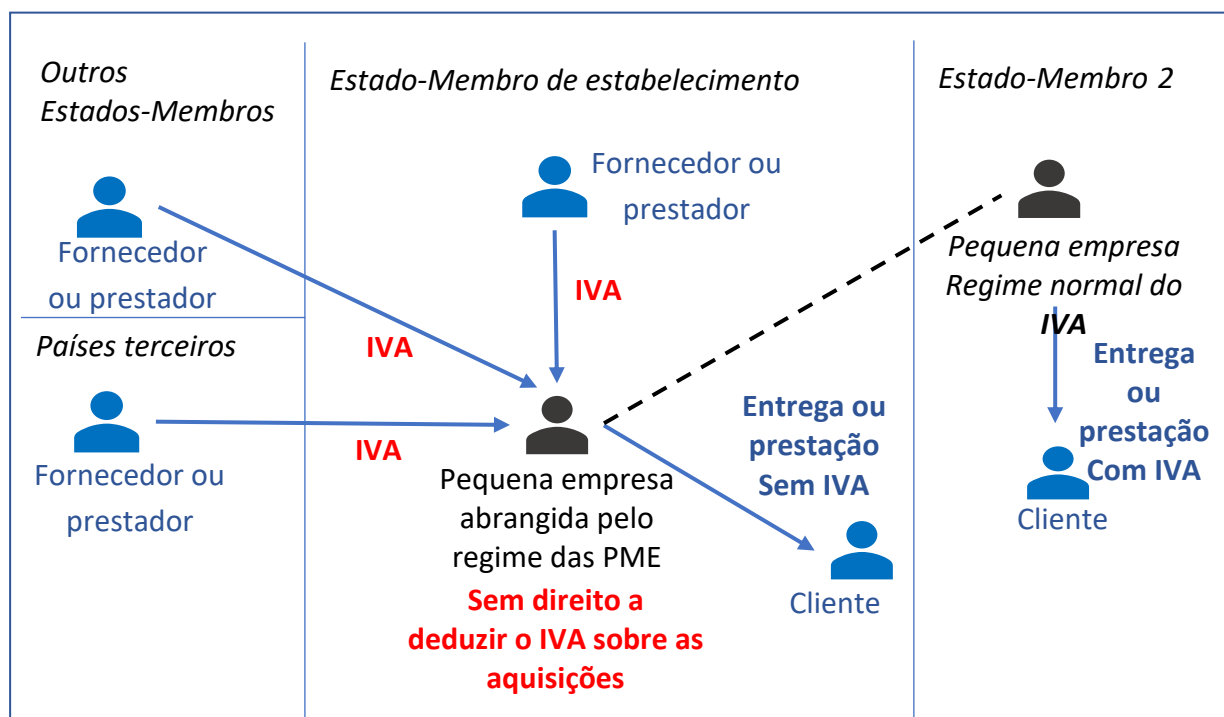 Outros
Estados-Membros
Fornecedor
ou prestador
Países terceiros
Fornecedor ou
prestador
Estado-Membro de estabelecimento
Fornecedor ou
prestador
IVA
IVA
IVA
Pequena empresa
abrangida pelo
regime das PME
Sem direito a
deduzir o IVA sobre as
aquisições
Entrega ou
prestação
Sem IVA
Cliente
Estado-Membro 2
Pequena empresa
Regime normal do
IVA
Entrega
ou
prestação
Com IVA
Cliente